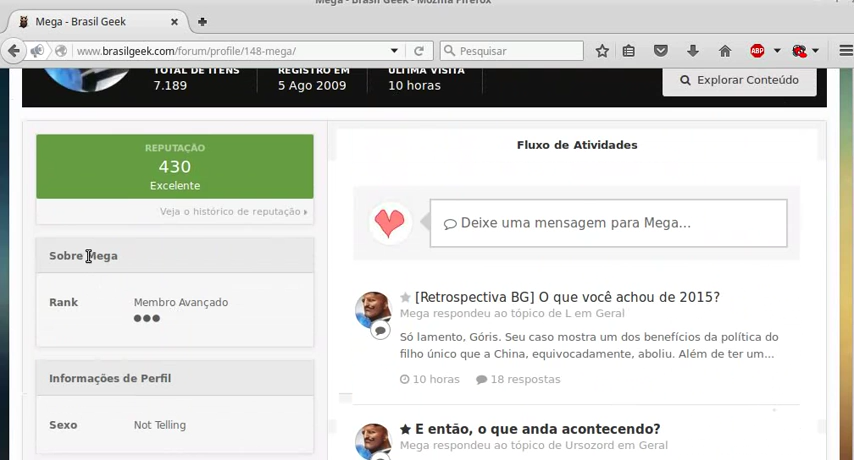 Mega - Brasil Geek - Mozilla Firefox
Mega - Brasil Geek
www.brasilgeek.com/forum/profile/148-mega/
Pesquisar
ABP
TOTAL DE ITENS
REGISTRO EM
ÚLTIMA VISITA
7.189
5 Ago 2009
10 horas
Explorar Conteúdo
REPUTAÇÃO
430
Excelente
Veja o histórico de reputação
Sobre Mega
Rank
Membro Avançado
Informações de Perfil
Sexo
Not Telling
Fluxo de Atividades
Deixe uma mensagem para Mega...
[Retrospectiva BG] O que você achou de 2015?
Mega respondeu ao tópico de L em Geral
Só lamento, Góris. Seu caso mostra um dos benefícios da política do
filho único que a China, equivocadamente, aboliu. Além de ter um...
10 horas
18 respostas
E então, o que anda acontecendo?
Mega respondeu ao tópico de Ursozord em Geral